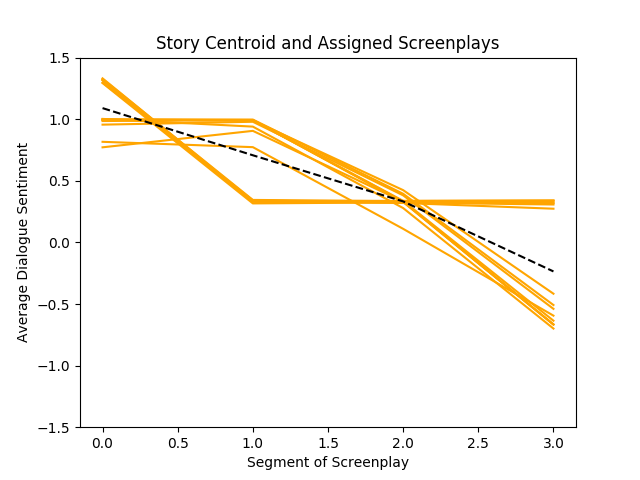 Story Centroid and Assigned Screenplays
1.5
1.0
0.5
0.0
−0.5
−1.0
−1.5
Average Dialogue Sentiment
0.0 0.5 1.0 1.5 2.0 2.5 3.0
Segment of Screenplay